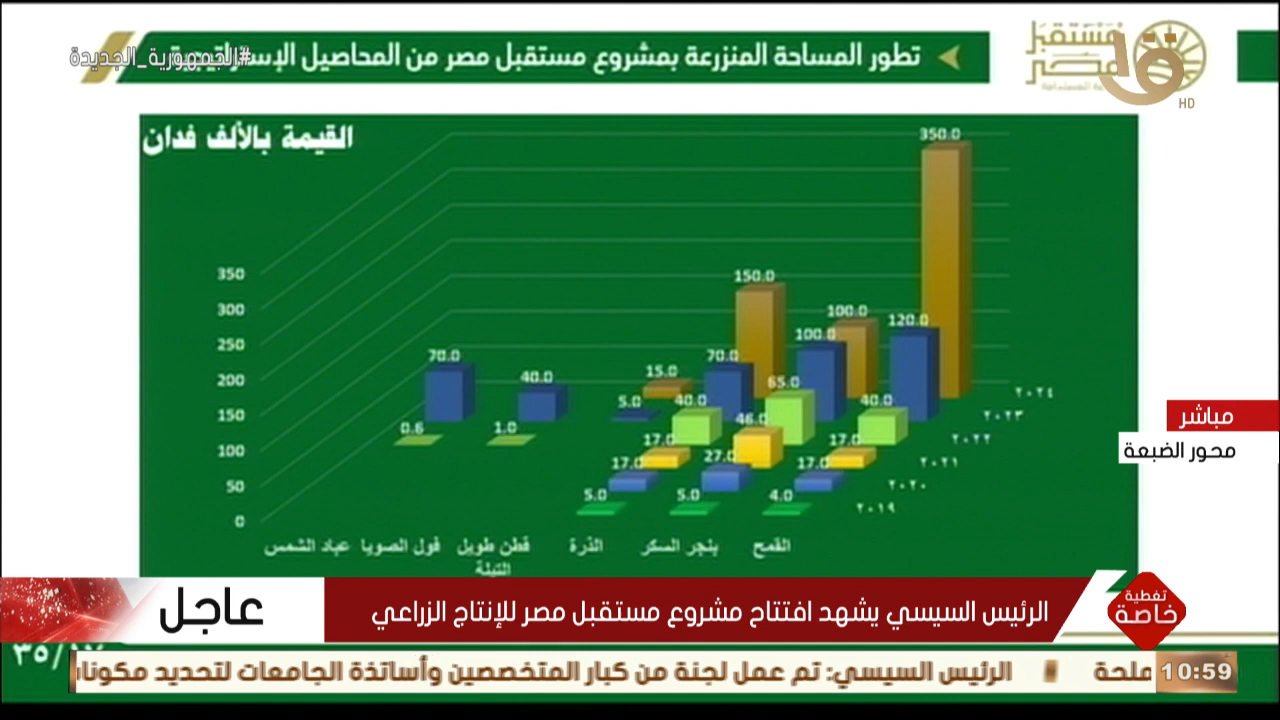 #الجمهورية_الجديدة
تطور المساحة المنزرعة بمشروع مستقبل مصر من المحاصيل الإستراتيجية
مستقبل
مصر
HD
القيمة بالألف فدان
350.0
150.0
100.0
120.0
100.0
70.0
70.0
40.0
15.0
5.0
65.0
40.0
40.0
0.6
1.0
46.0
17.0
17.0
17.0
27.0
17.0
5.0
5.0
4.0
350
300
250
200
150
100
50
0
٢٠٢٤
٢٠٢٣
٢٠٢٢
٢٠٢١
٢٠٢٠
٢٠١٩
القمح
بنجر السكر
الذرة
قطن طويل
التيلة
فول الصويا
عباد الشمس
مباشر
محور الضبعة
تغطية
خاصة
الرئيس السيسي يشهد افتتاح مشروع مستقبل مصر للإنتاج الزراعي
عاجل
10:59
ملحة
الرئيس السيسي: تم عمل لجنة من كبار المتخصصين وأساتذة الجامعات لتحديد مكونات